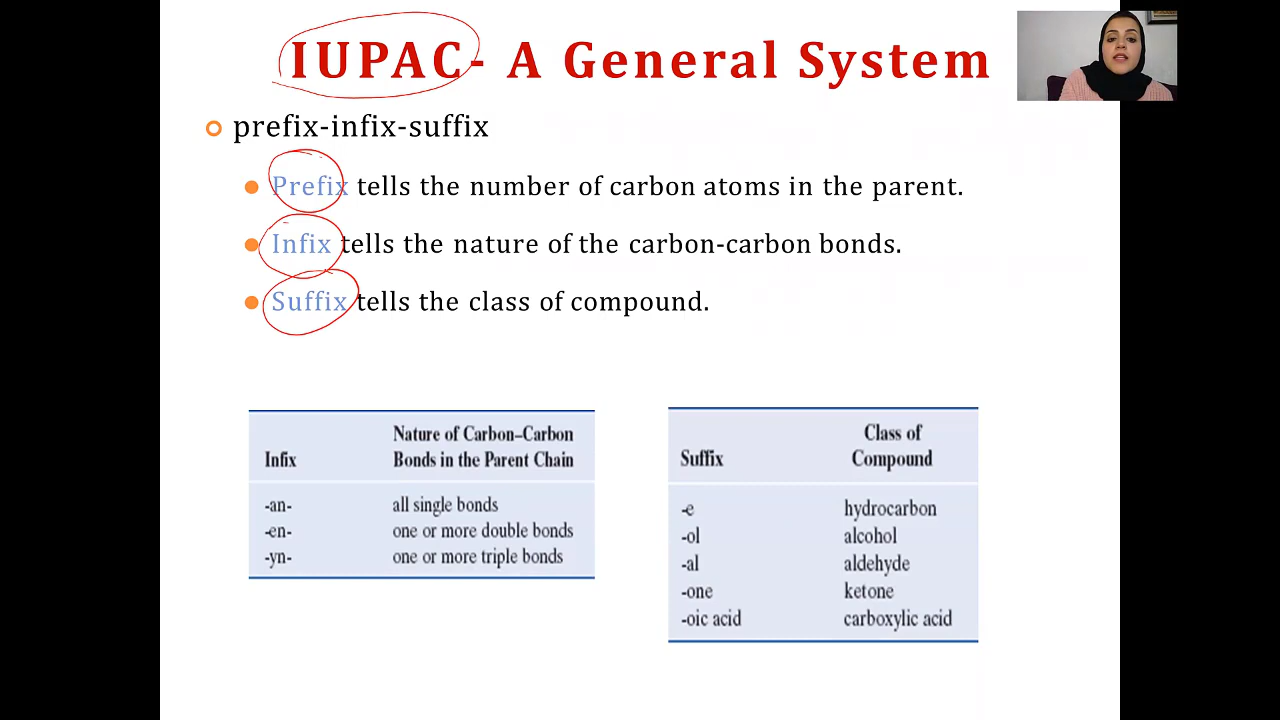 IUPAC- A General System
prefix-infix-suffix
Prefix tells the number of carbon atoms in the parent.
Infix tells the nature of the carbon-carbon bonds.
Suffix tells the class of compound.
Infix Nature of Carbon–Carbon Bonds in the Parent Chain
-an- all single bonds
-en- one or more double bonds
-yn- one or more triple bonds
Suffix Class of Compound
-e hydrocarbon
-ol alcohol
-al aldehyde
-one ketone
-oic acid carboxylic acid